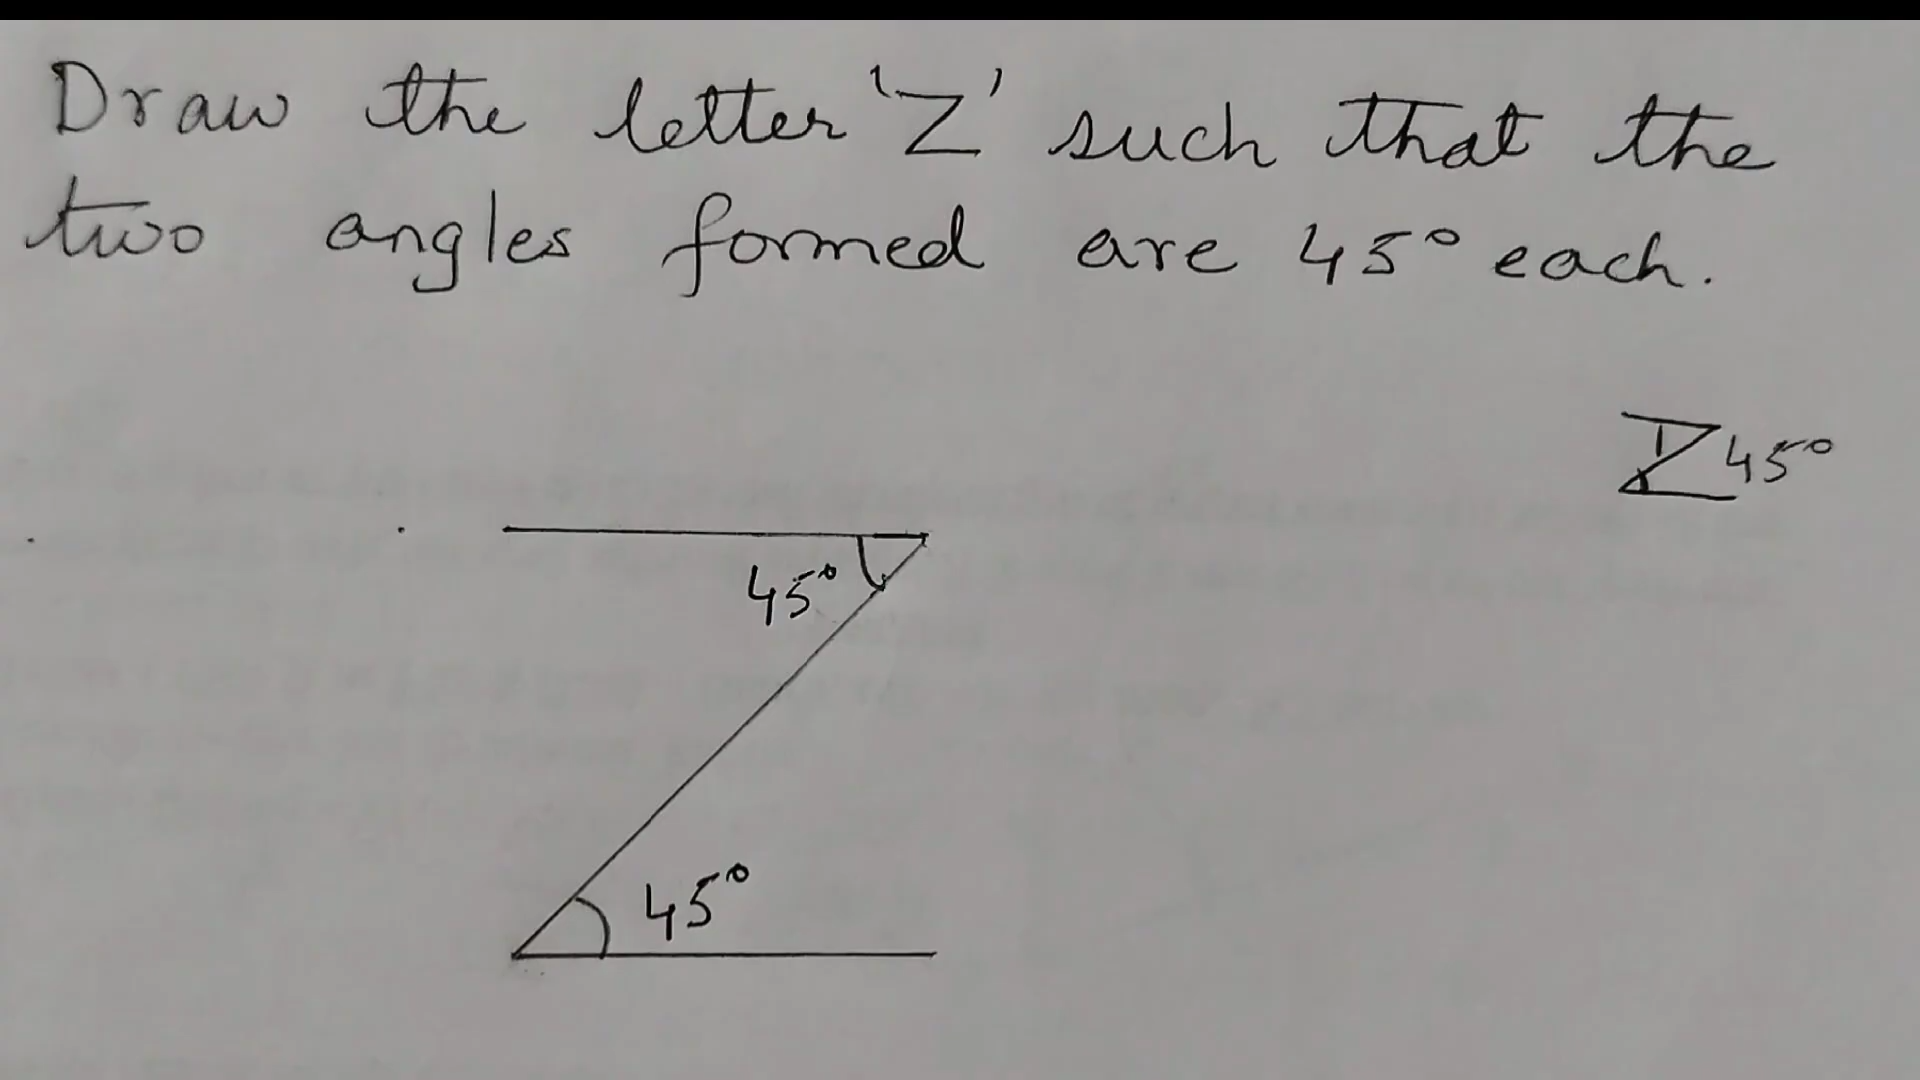 Draw the letter 'Z' such that the
two angles formed are 45° each.
Z 45°
45°
45°